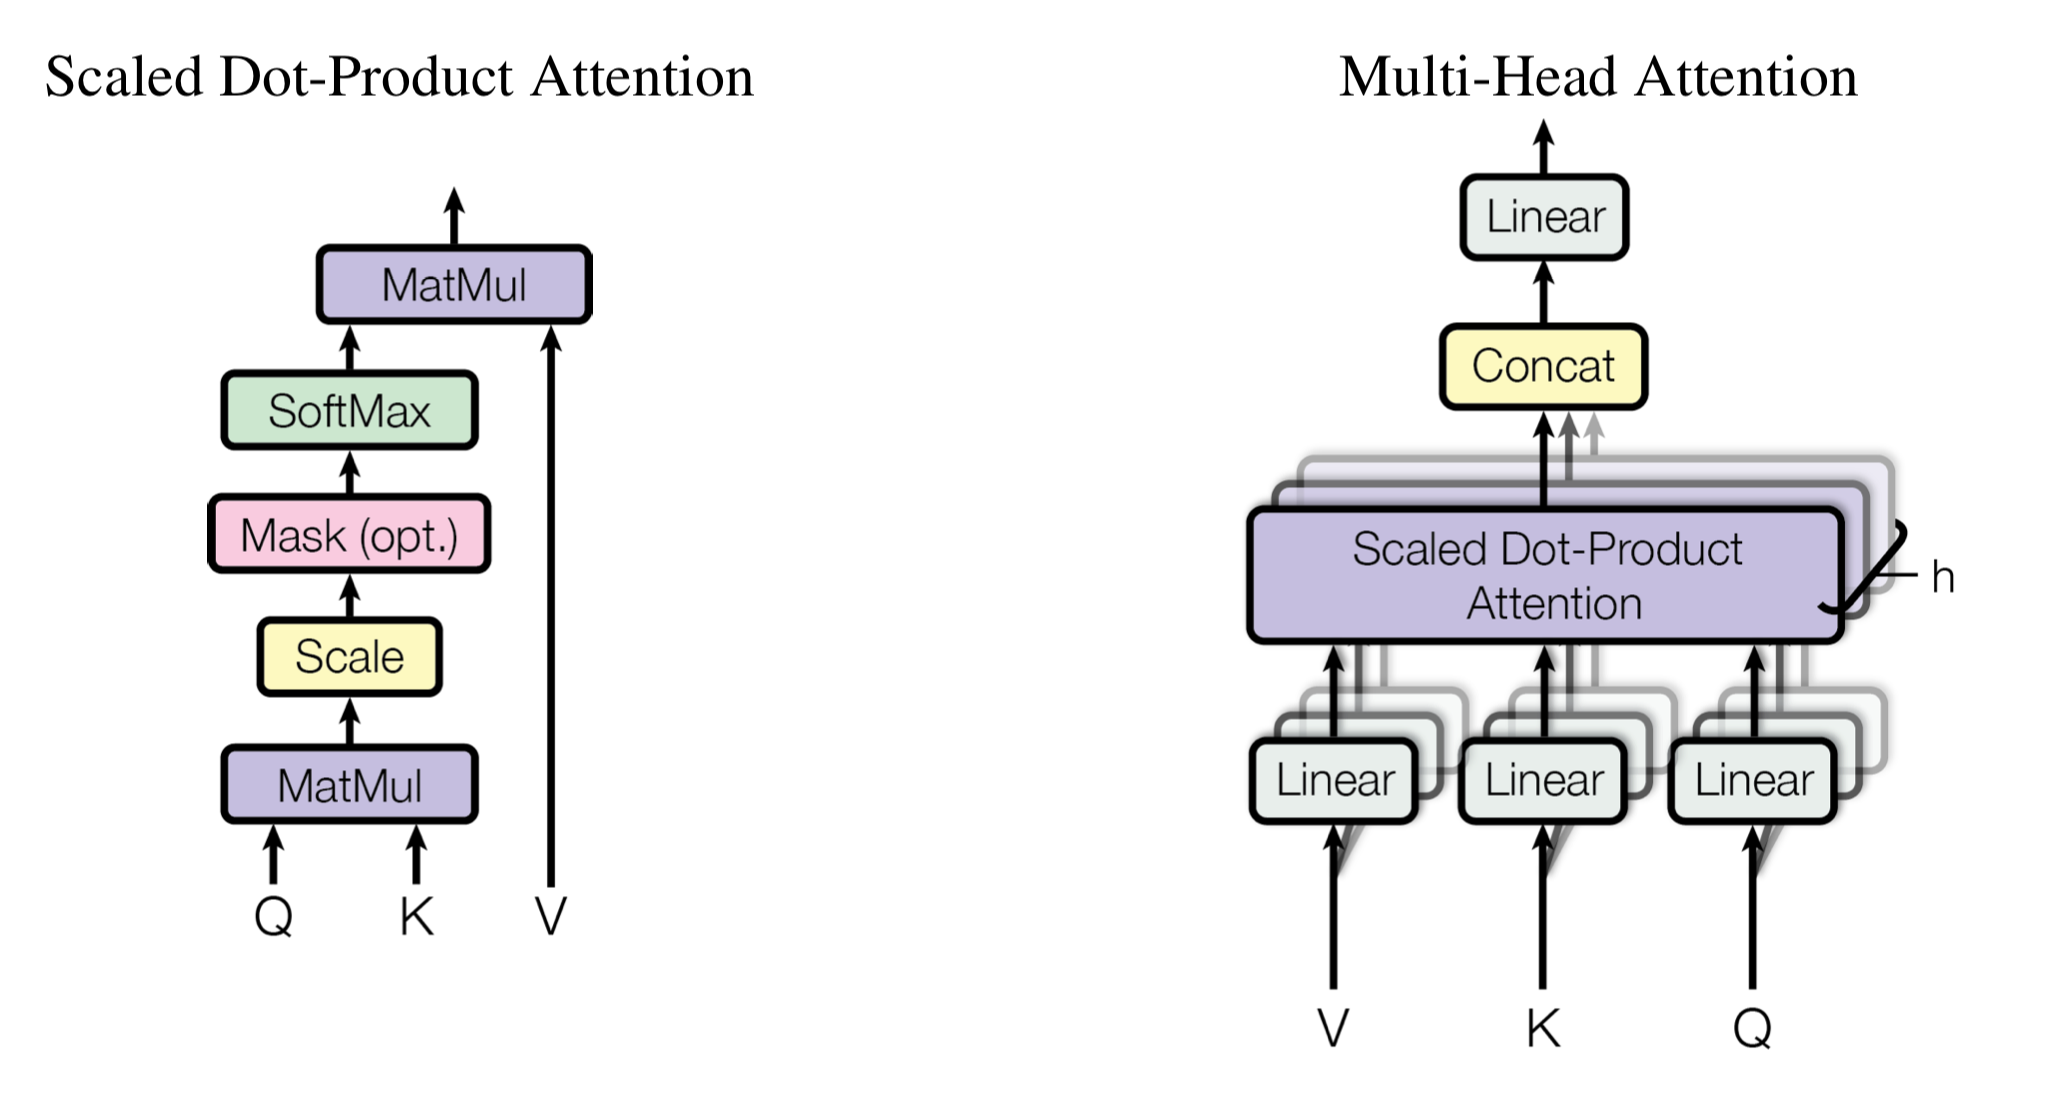 Scaled Dot-Product Attention
MatMul
SoftMax
Mask (opt.)
Scale
MatMul
Q K V
Multi-Head Attention
Linear
Concat
Scaled Dot-Product
Attention
h
Linear Linear Linear
V K Q